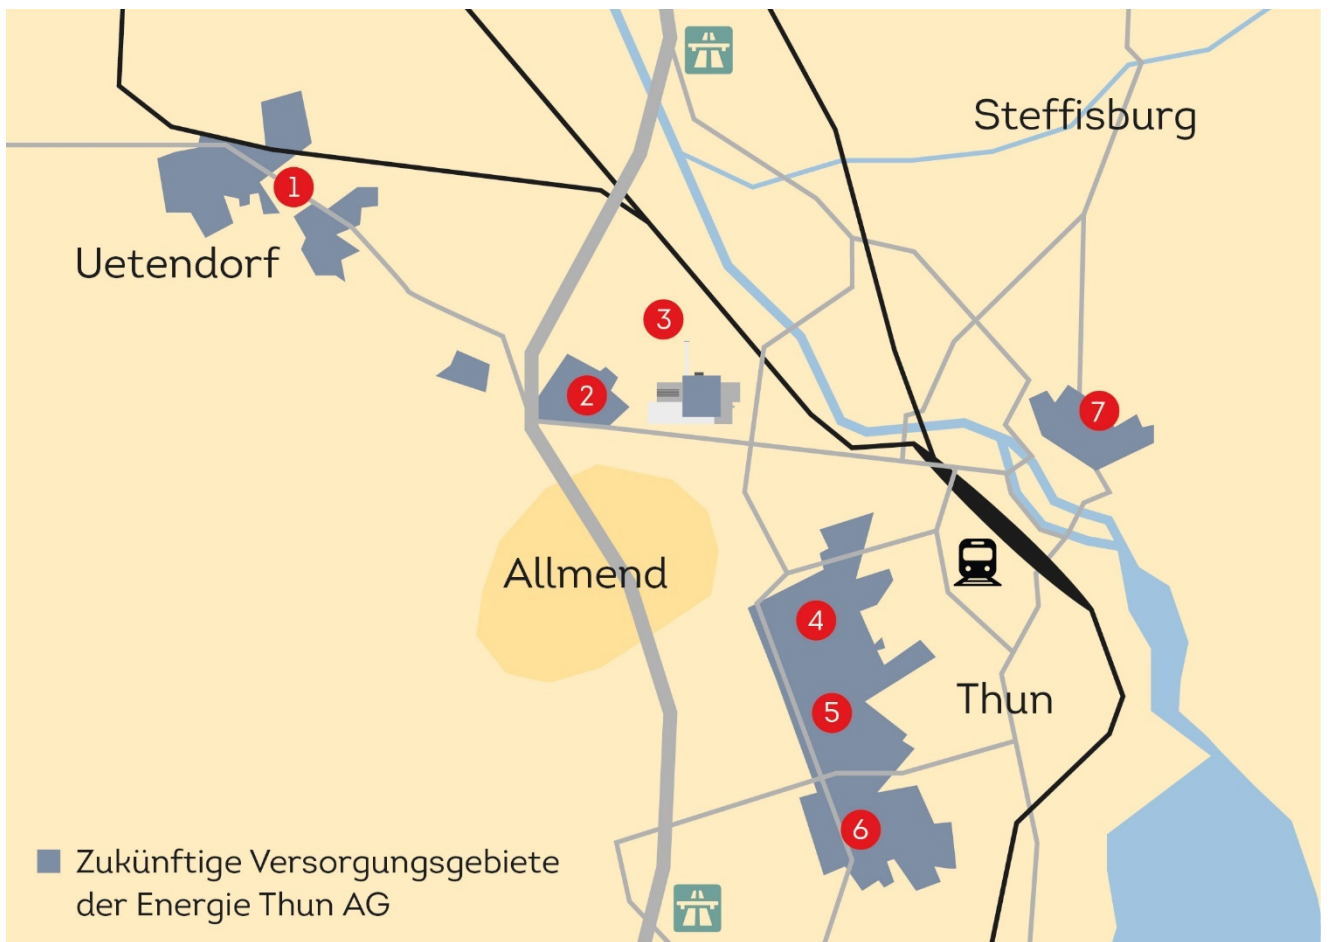 Steffisburg
1
Uetendorf
3
2
7
Allmend
4
5
Thun
6
Zukünftige Versorgungsgebiete
der Energie Thun AG